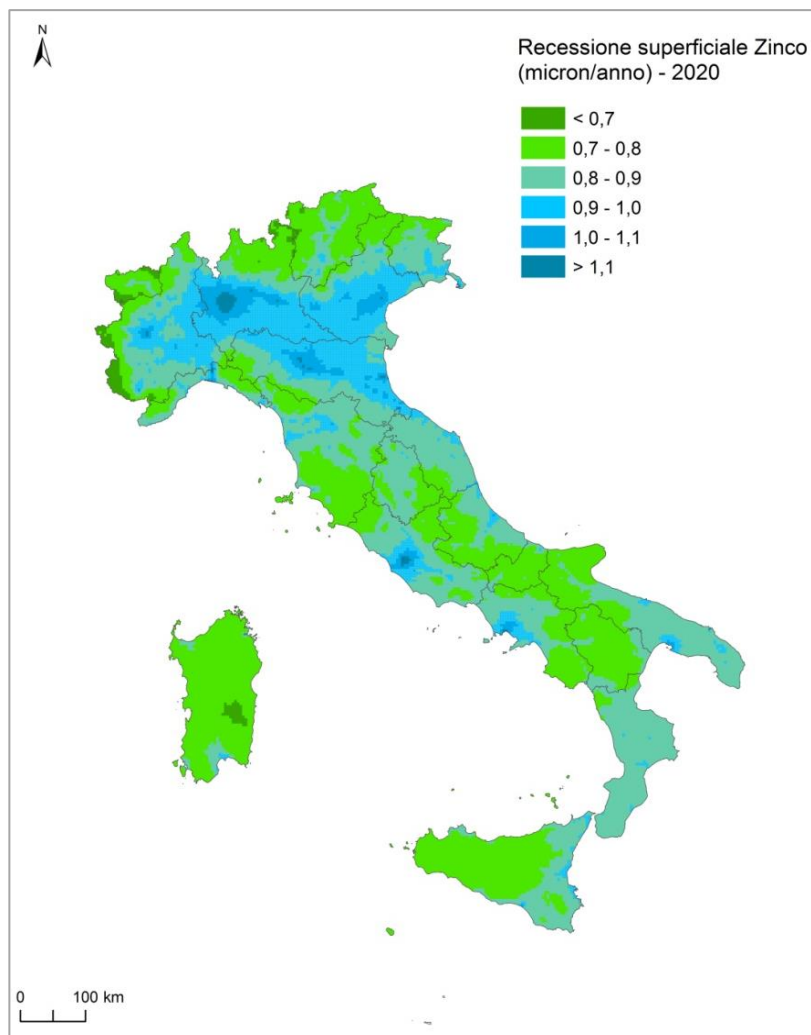 N
Recessione superficiale Zinco
(micron/anno) - 2020
< 0,7
0,7 - 0,8
0,8 - 0,9
0,9 - 1,0
1,0 - 1,1
> 1,1
0 100 km